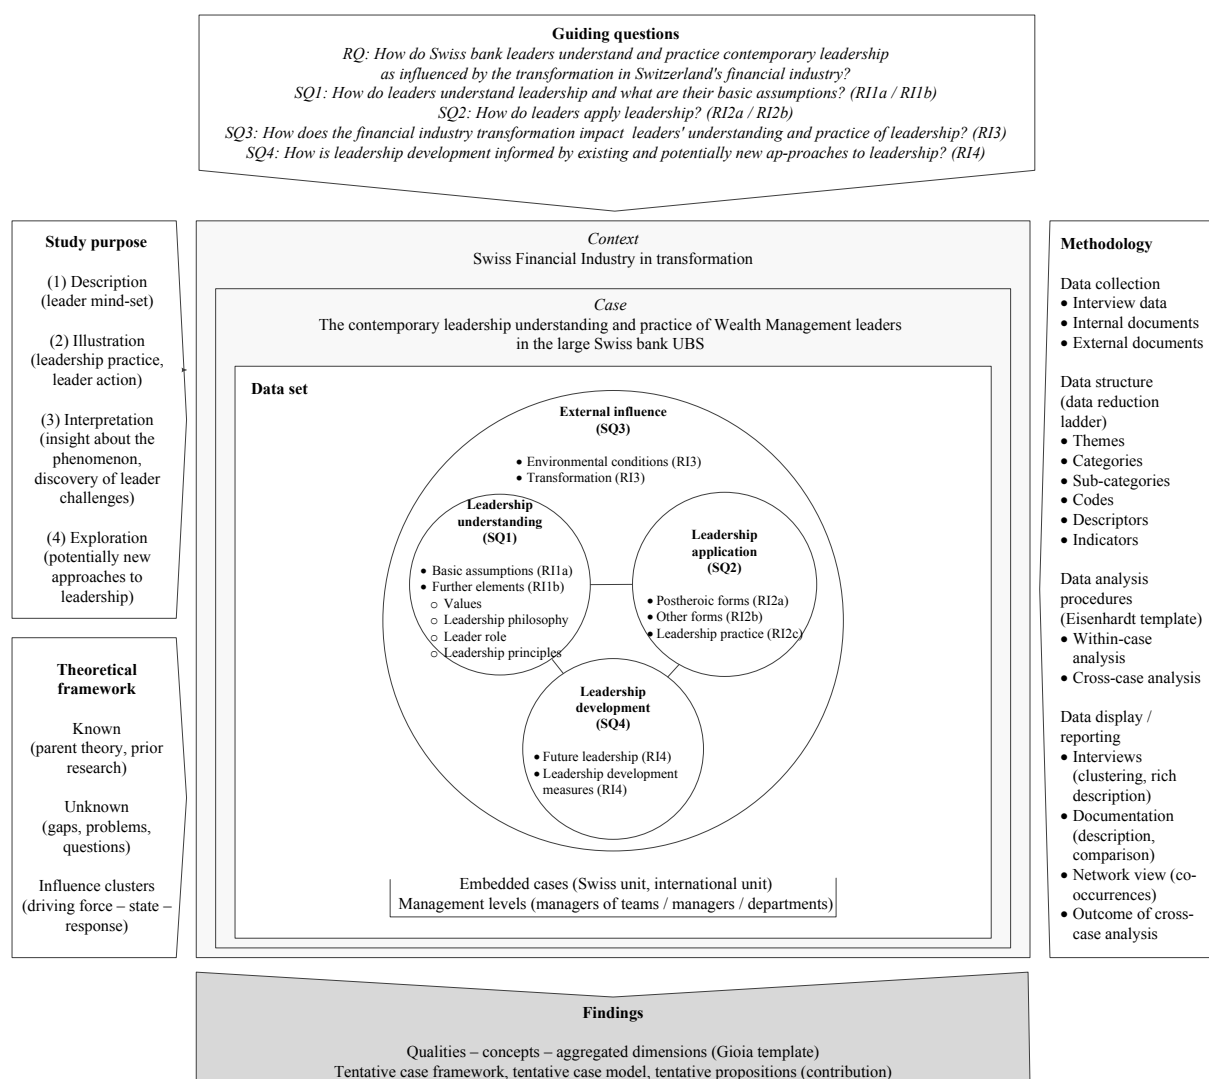 Guiding questions
RQ: How do Swiss bank leaders understand and practice contemporary leadership
as influenced by the transformation in Switzerland's financial industry?
SQ1: How do leaders understand leadership and what are their basic assumptions? (RI1a / RI1b)
SQ2: How do leaders apply leadership? (RI2a / RI2b)
SQ3: How does the financial industry transformation impact leaders' understanding and practice of leadership? (RI3)
SQ4: How is leadership development informed by existing and potentially new ap-proaches to leadership? (RI4)
Study purpose
(1) Description
(leader mind-set)
(2) Illustration
(leadership practice,
leader action)
(3) Interpretation
(insight about the
phenomenon,
discovery of leader
challenges)
(4) Exploration
(potentially new
approaches to
leadership)
Theoretical
framework
Known
(parent theory, prior
research)
Unknown
(gaps, problems,
questions)
Influence clusters
(driving force – state –
response)
Context
Swiss Financial Industry in transformation
Case
The contemporary leadership understanding and practice of Wealth Management leaders
in the large Swiss bank UBS
Data set
External influence
(SQ3)
● Environmental conditions (RI3)
● Transformation (RI3)
Leadership
understanding
(SQ1)
● Basic assumptions (RI1a)
● Further elements (RI1b)
○ Values
○ Leadership philosophy
○ Leader role
○ Leadership principles
Leadership
application
(SQ2)
● Postheroic forms (RI2a)
● Other forms (RI2b)
● Leadership practice (RI2c)
Leadership
development
(SQ4)
● Future leadership (RI4)
● Leadership development
measures (RI4)
Embedded cases (Swiss unit, international unit)
Management levels (managers of teams / managers / departments)
Methodology
Data collection
● Interview data
● Internal documents
● External documents
Data structure
(data reduction
ladder)
● Themes
● Categories
● Sub-categories
● Codes
● Descriptors
● Indicators
Data analysis
procedures
(Eisenhardt template)
● Within-case
analysis
● Cross-case analysis
Data display /
reporting
● Interviews
(clustering, rich
description)
● Documentation
(description,
comparison)
● Network view (co-
occurrences)
● Outcome of cross-
case analysis
Findings
Qualities – concepts – aggregated dimensions (Gioia template)
Tentative case framework, tentative case model, tentative propositions (contribution)